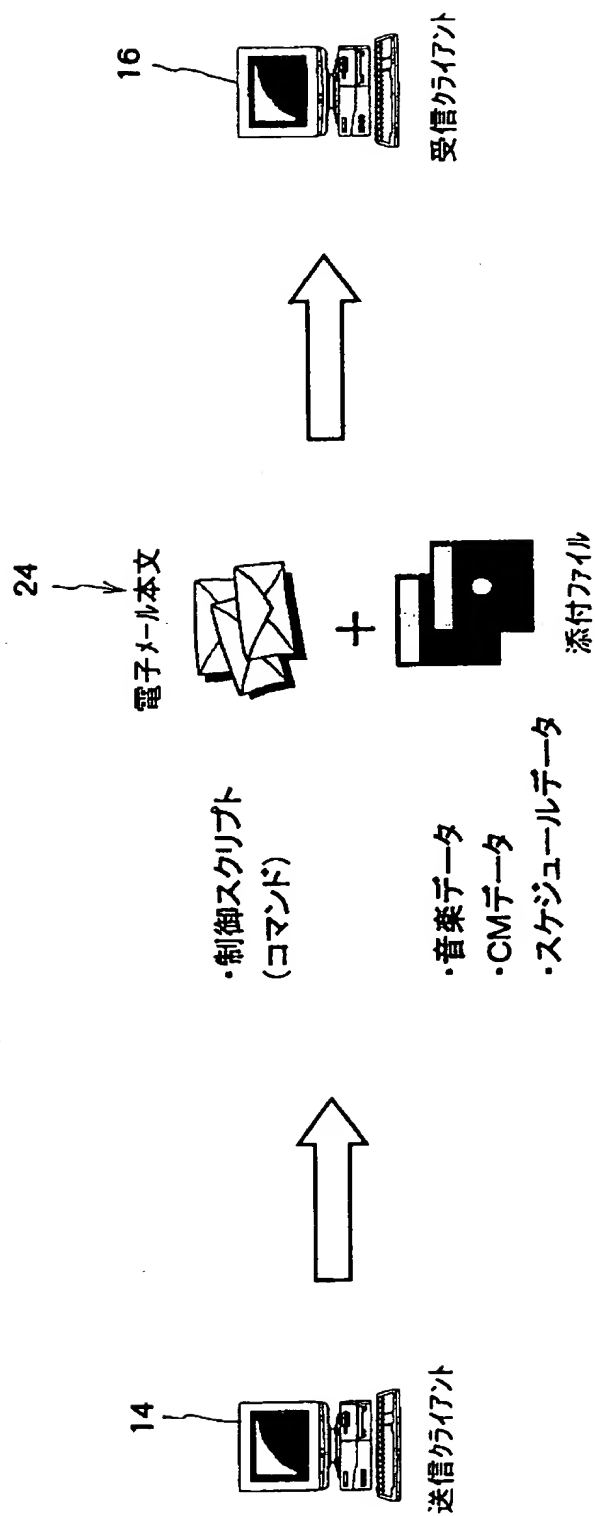 14
送信クライアント
・制御スクリプト
(コマンド)
・音楽データ
・CMデータ
・スケジュールデータ
24
電子メール本文
+
添付ファイル
16
受信クライアント